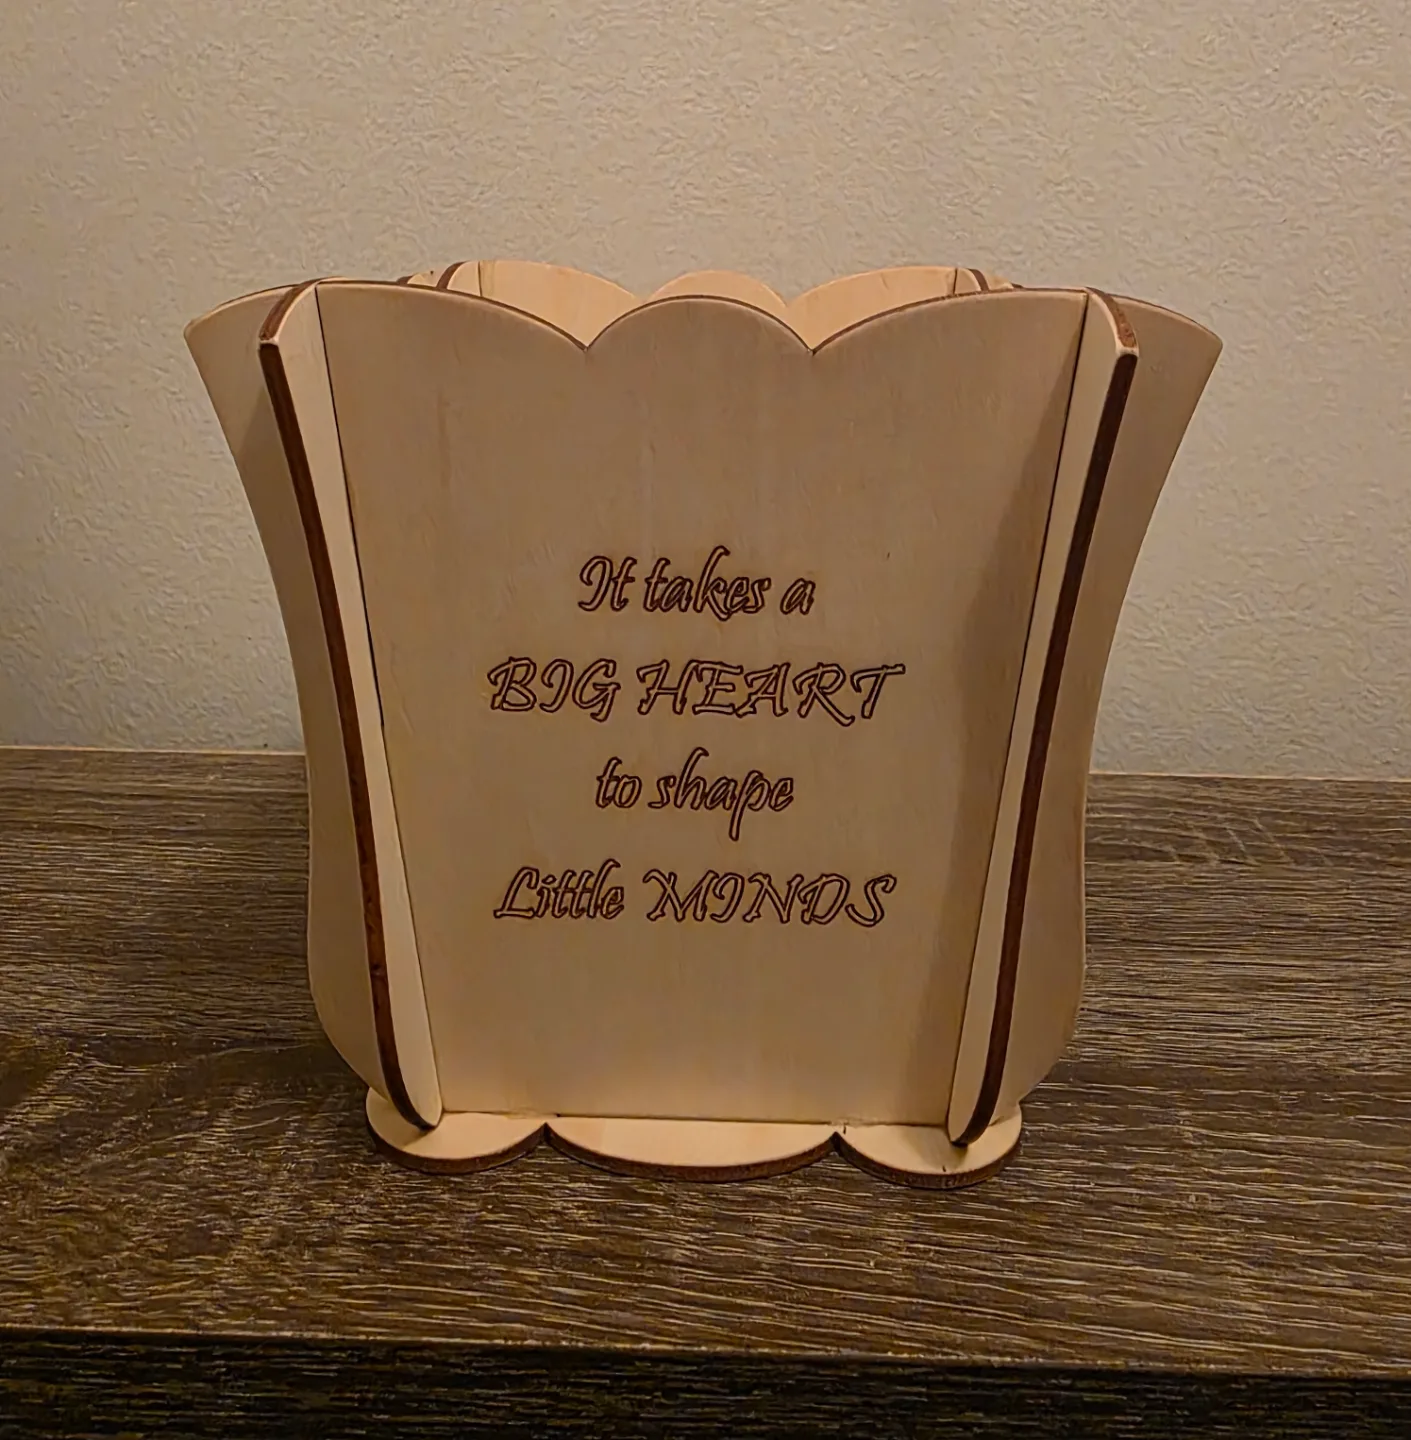 It takes a
BIG HEART
to shape
Little MINDS